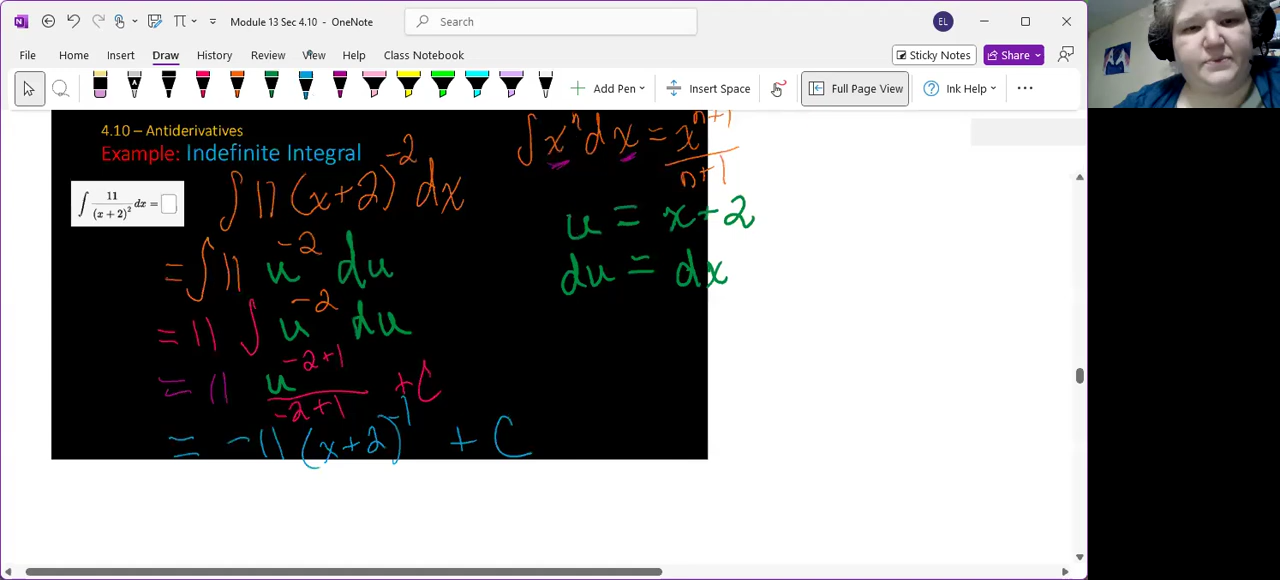 Module 13 Sec 4.10 - OneNote
Search
EL
File Home Insert Draw History Review View Help Class Notebook
Sticky Notes Share
Add Pen Insert Space Full Page View Ink Help
4.10 – Antiderivatives
Example: Indefinite Integral
∫ 11/(x + 2)² dx =
∫ 11 (x+2)⁻² dx
= ∫ 11 u⁻² du
= 11 ∫ u⁻² du
= 11 u⁻²⁺¹/(-2+1) + C
= -11 (x+2)⁻¹ + C
∫ xⁿ dx = xⁿ⁺¹/(n+1)
u = x+2
du = dx